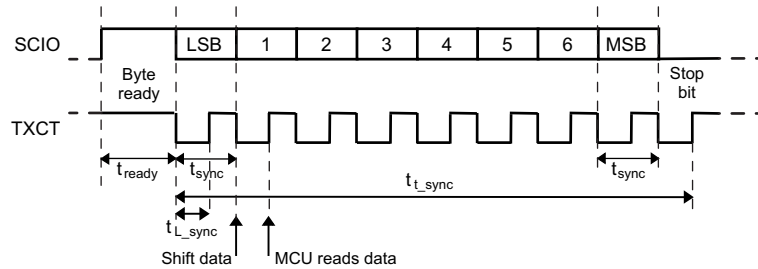 SCIO LSB 1 2 3 4 5 6 MSB
Byte ready
Stop bit
TXCT
tready tsync tsync
tt_sync
tL_sync
Shift data MCU reads data